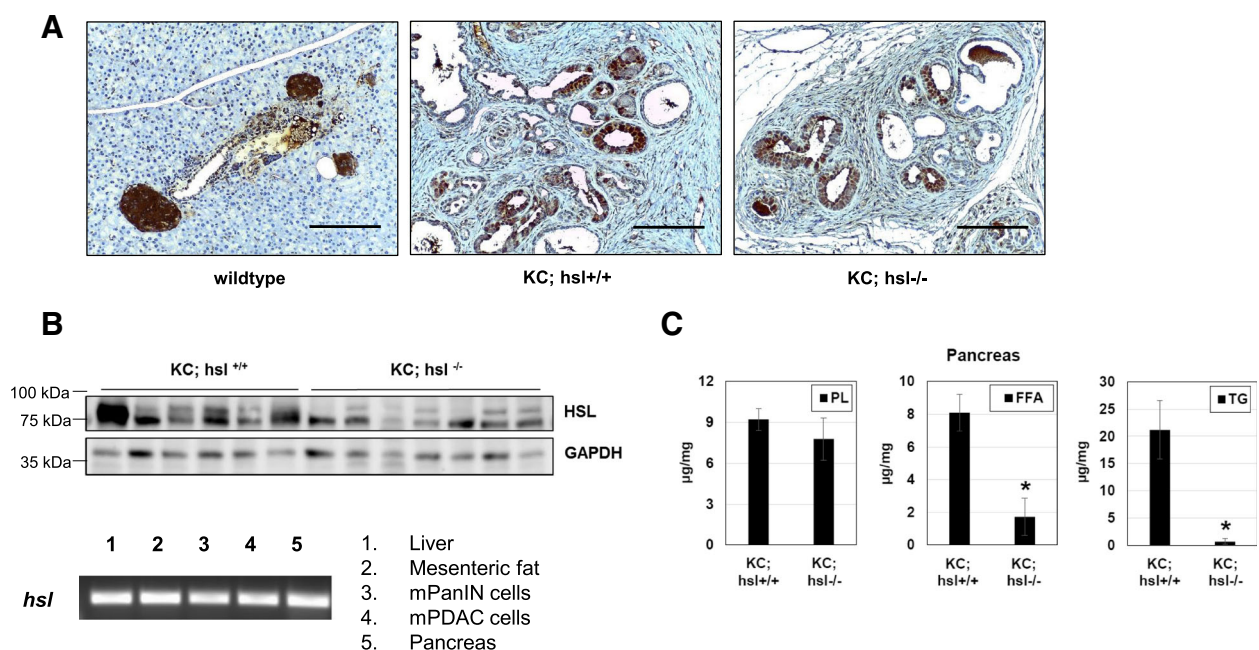 A
wildtype
KC; hsl+/+
KC; hsl-/-
B
KC; hsl +/+
KC; hsl -/-
100 kDa
75 kDa
35 kDa
HSL
GAPDH
1 2 3 4 5
hsl
1. Liver
2. Mesenteric fat
3. mPanIN cells
4. mPDAC cells
5. Pancreas
C
Pancreas
PL
12
9
6
3
0
µg/mg
KC; KC;
hsl+/+ hsl-/-
FFA
10
8
6
4
2
0
µg/mg
*
KC; KC;
hsl+/+ hsl-/-
TG
30
25
20
15
10
5
0
µg/mg
*
KC; KC;
hsl+/+ hsl-/-